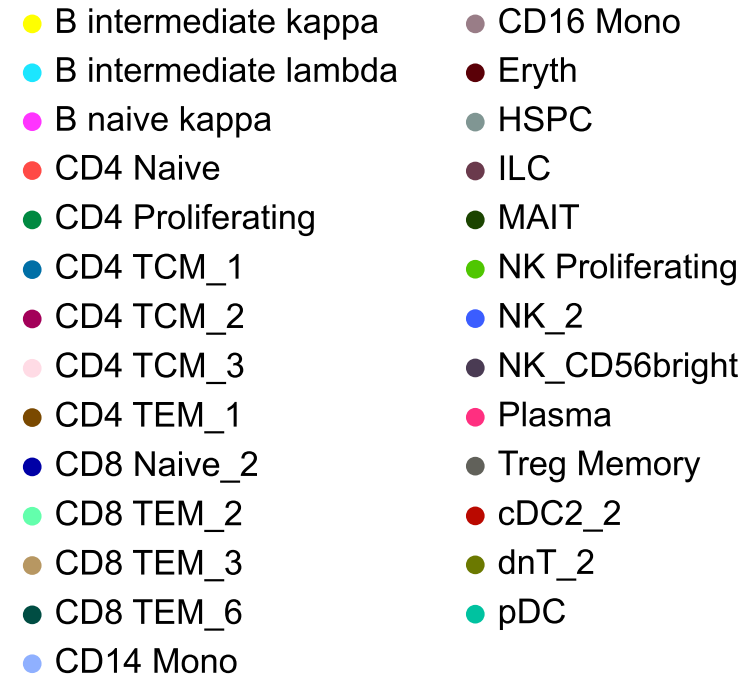 B intermediate kappa
B intermediate lambda
B naive kappa
CD4 Naive
CD4 Proliferating
CD4 TCM_1
CD4 TCM_2
CD4 TCM_3
CD4 TEM_1
CD8 Naive_2
CD8 TEM_2
CD8 TEM_3
CD8 TEM_6
CD14 Mono
CD16 Mono
Eryth
HSPC
ILC
MAIT
NK Proliferating
NK_2
NK_CD56bright
Plasma
Treg Memory
cDC2_2
dnT_2
pDC